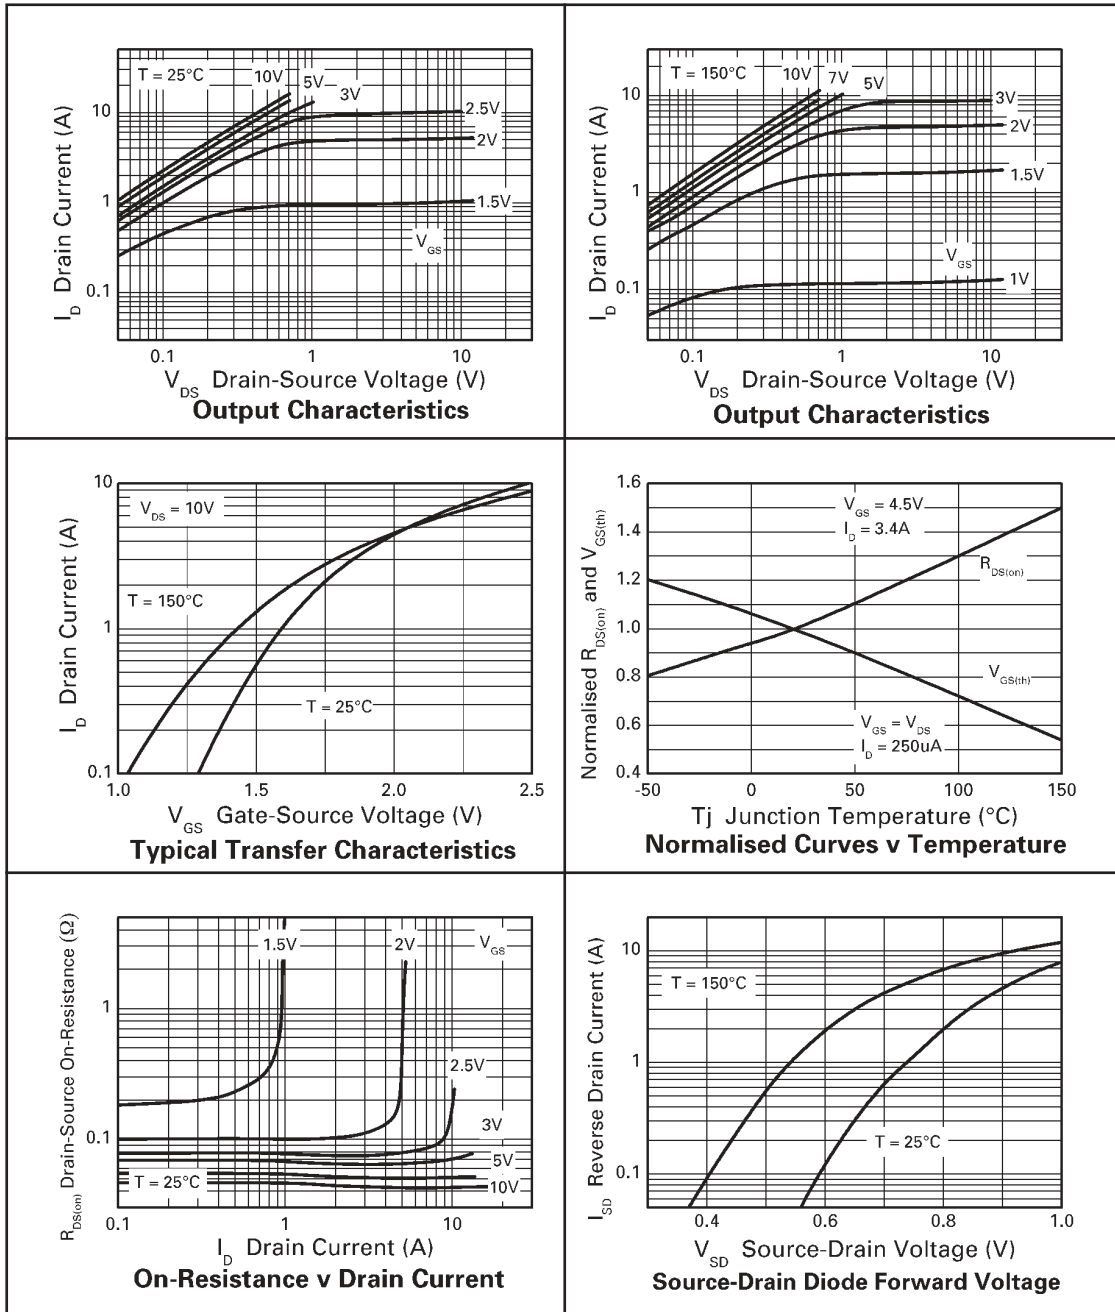 T = 25°C
10V
5V
3V
2.5V
2V
1.5V
V_GS
10
1
0.1
I_D Drain Current (A)
0.1 1 10
V_DS Drain-Source Voltage (V)
Output Characteristics
T = 150°C
10V
7V
5V
3V
2V
1.5V
V_GS
1V
10
1
0.1
I_D Drain Current (A)
0.1 1 10
V_DS Drain-Source Voltage (V)
Output Characteristics
V_DS = 10V
T = 150°C
T = 25°C
10
1
0.1
I_D Drain Current (A)
1.0 1.5 2.0 2.5
V_GS Gate-Source Voltage (V)
Typical Transfer Characteristics
V_GS = 4.5V
I_D = 3.4A
R_DS(on)
V_GS(th)
V_GS = V_DS
I_D = 250uA
1.6
1.4
1.2
1.0
0.8
0.6
0.4
Normalised R_DS(on) and V_GS(th)
-50 0 50 100 150
Tj Junction Temperature (°C)
Normalised Curves v Temperature
1.5V
2V
V_GS
2.5V
3V
5V
10V
T = 25°C
1
0.1
R_DS(on) Drain-Source On-Resistance (Ω)
0.1 1 10
I_D Drain Current (A)
On-Resistance v Drain Current
T = 150°C
T = 25°C
10
1
0.1
I_SD Reverse Drain Current (A)
0.4 0.6 0.8 1.0
V_SD Source-Drain Voltage (V)
Source-Drain Diode Forward Voltage